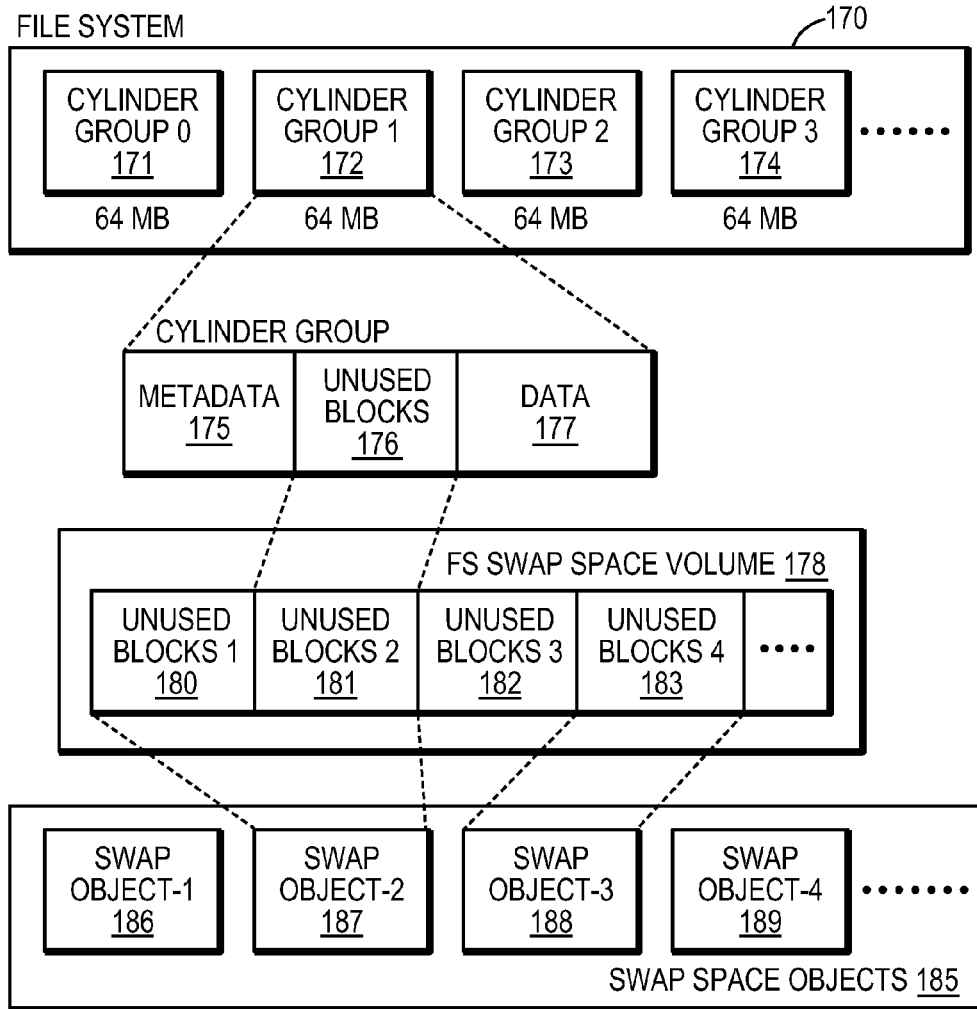 FILE SYSTEM
170
CYLINDER GROUP 0 171
CYLINDER GROUP 1 172
CYLINDER GROUP 2 173
CYLINDER GROUP 3 174
64 MB
64 MB
64 MB
64 MB
CYLINDER GROUP
METADATA 175
UNUSED BLOCKS 176
DATA 177
FS SWAP SPACE VOLUME 178
UNUSED BLOCKS 1 180
UNUSED BLOCKS 2 181
UNUSED BLOCKS 3 182
UNUSED BLOCKS 4 183
SWAP OBJECT-1 186
SWAP OBJECT-2 187
SWAP OBJECT-3 188
SWAP OBJECT-4 189
SWAP SPACE OBJECTS 185